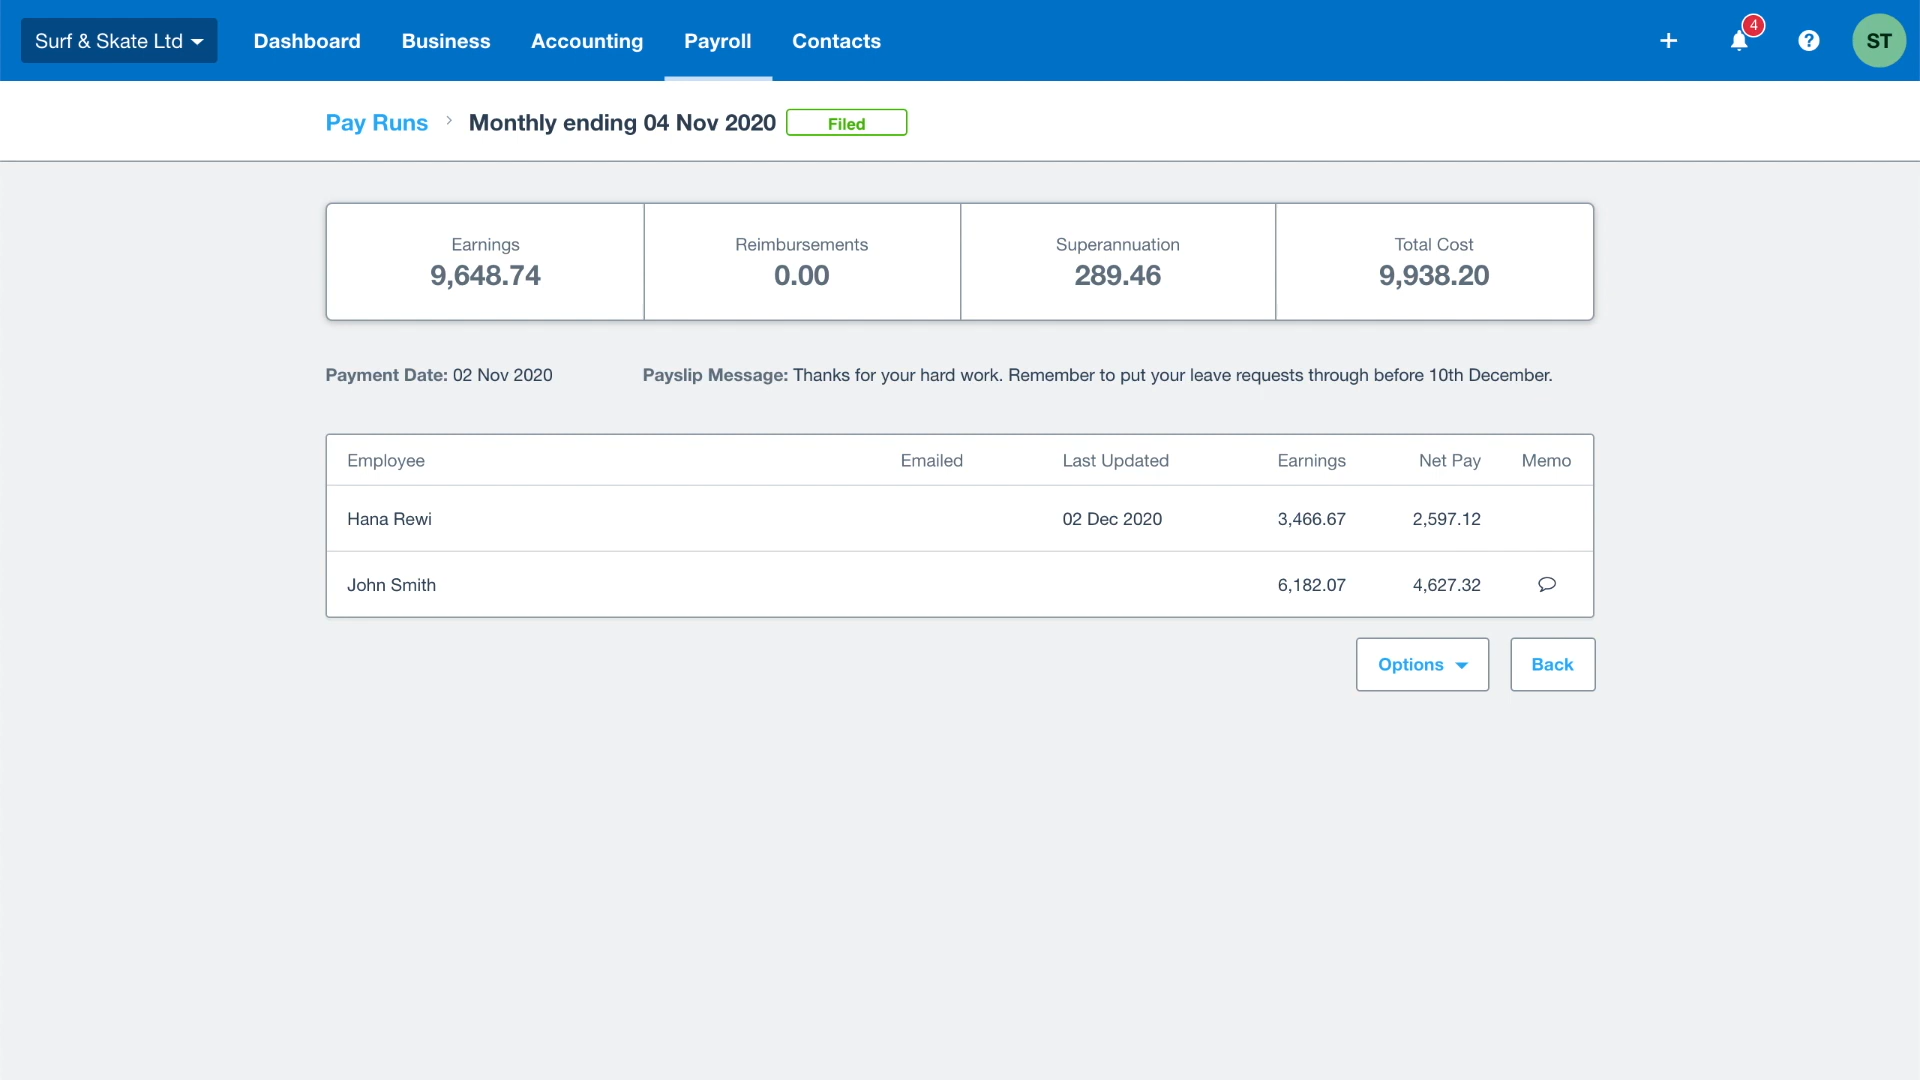 Surf & Skate Ltd Dashboard Business Accounting Payroll Contacts 4 ST
Pay Runs Monthly ending 04 Nov 2020 Filed
Earnings Reimbursements Superannuation Total Cost
9,648.74 0.00 289.46 9,938.20
Payment Date: 02 Nov 2020 Payslip Message: Thanks for your hard work. Remember to put your leave requests through before 10th December.
Employee Emailed Last Updated Earnings Net Pay Memo
Hana Rewi 02 Dec 2020 3,466.67 2,597.12
John Smith 6,182.07 4,627.32
Options Back